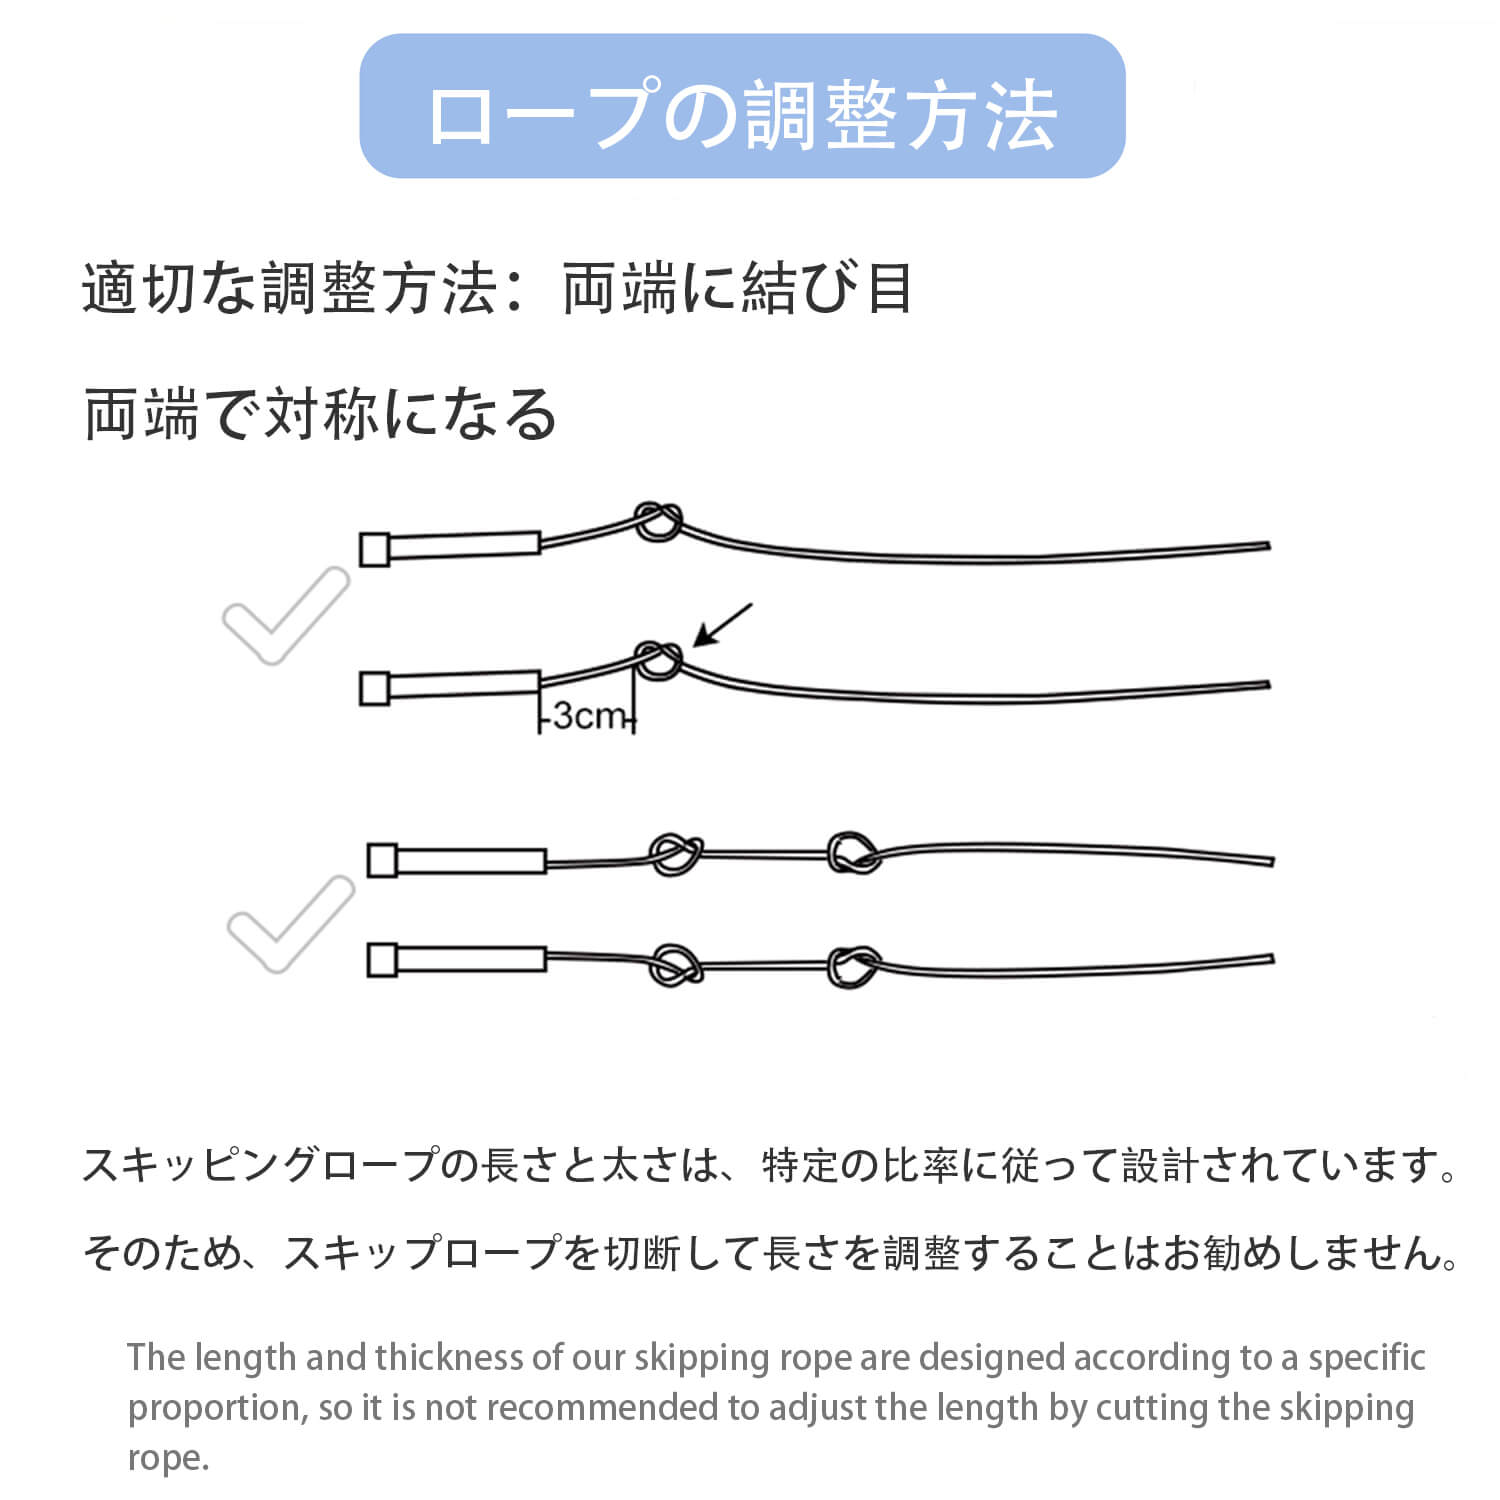 ロープの調整方法
適切な調整方法：両端に結び目
両端で対称になる
3cm
スキッピングロープの長さと太さは、特定の比率に従って設計されています。
そのため、スキップロープを切断して長さを調整することはお勧めしません。
The length and thickness of our skipping rope are designed according to a specific
proportion, so it is not recommended to adjust the length by cutting the skipping
rope.